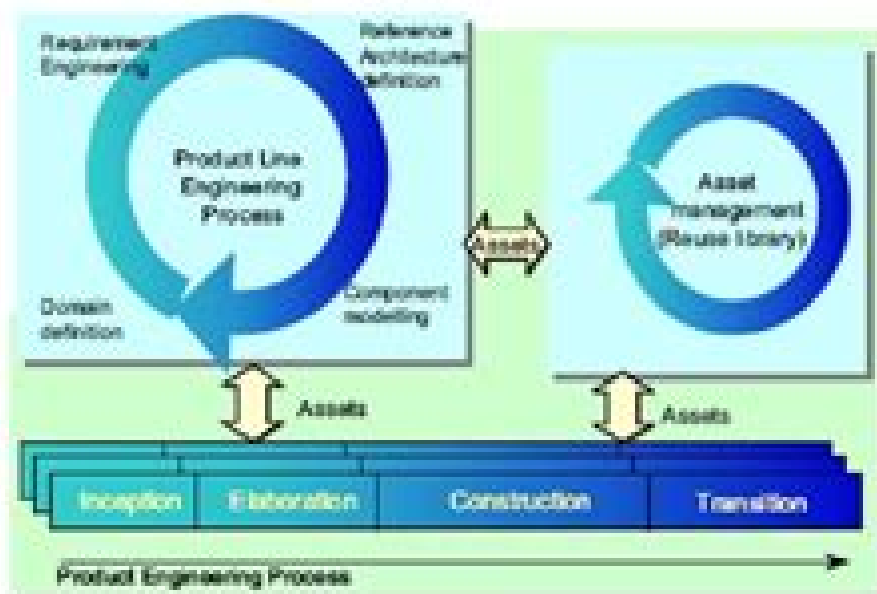 Requirement
Engineering
Reference
Architecture
definition
Product Line
Engineering
Process
Domain
definition
Component
modelling
Assets
Asset
management
(Reuse library)
Assets
Assets
Inception
Elaboration
Construction
Transition
Product Engineering Process